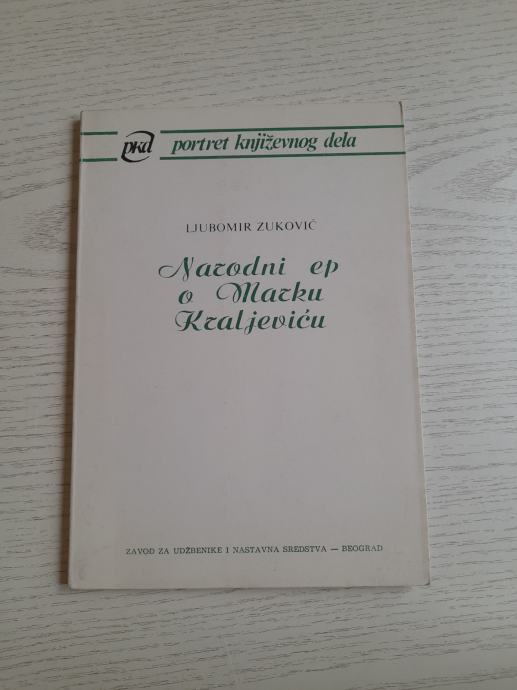 pkd portret književnog dela
LJUBOMIR ZUKOVIĆ
Narodni ep
o Marku
Kraljeviću
ZAVOD ZA UDŽBENIKE I NASTAVNA SREDSTVA — BEOGRAD